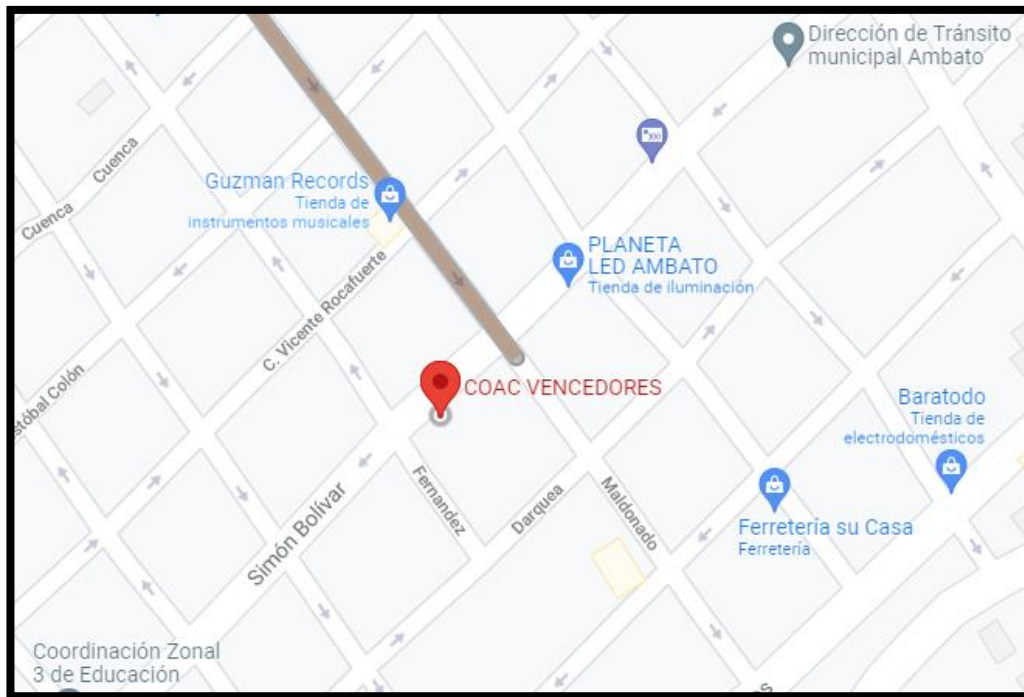 Dirección de Tránsito
municipal Ambato
Cuenca
Cuenca
Guzman Records
Tienda de
instrumentos musicales
PLANETA
LED AMBATO
Tienda de iluminación
C. Vicente Rocafuerte
COAC VENCEDORES
stóbal Colón
Baratodo
Tienda de
electrodomésticos
Fernandez
Darquea
Maldonado
Simón Bolívar
Ferretería su Casa
Ferretería
Coordinación Zonal
3 de Educación